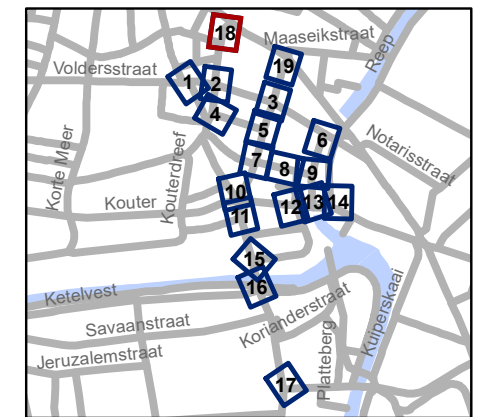 18
Maaseikstraat
Reep
Voldersstraat
19
1
2
3
4
5
6
Notarisstraat
7
8
9
Korte Meer
Kouterdreef
10
Kouter
11
12
13
14
15
Ketelvest
16
Savaanstraat
Korianderstraat
Kuiperskaai
Jeruzalemstraat
Platteberg
17